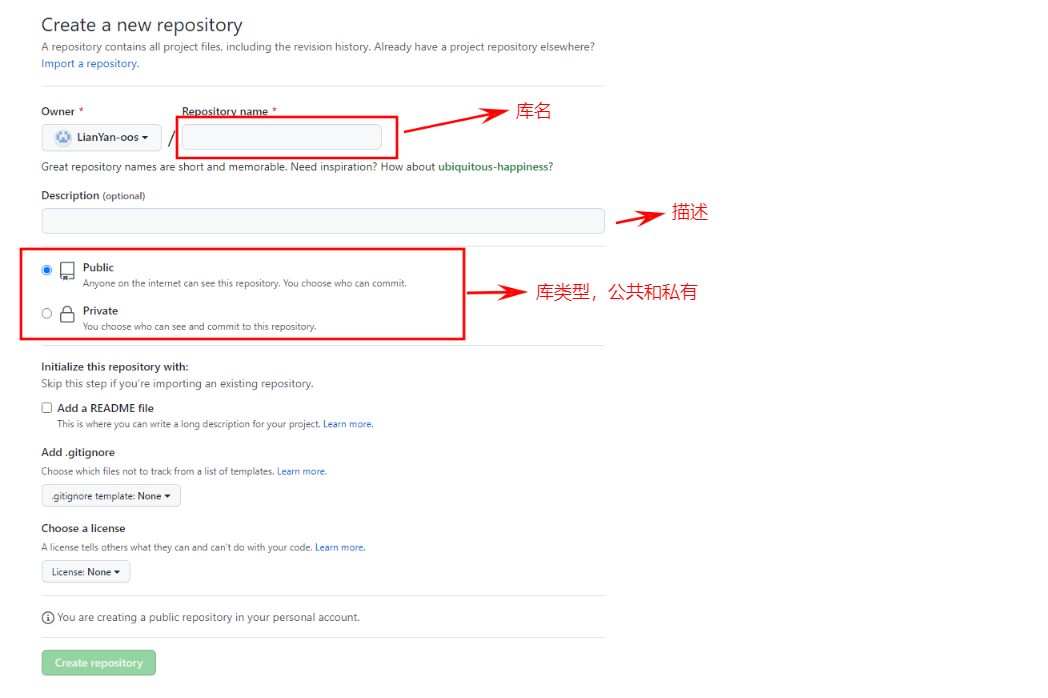 Create a new repository
A repository contains all project files, including the revision history. Already have a project repository elsewhere?
Import a repository.
Owner * Repository name * 库名
LianYan-oos / 
Great repository names are short and memorable. Need inspiration? How about ubiquitous-happiness?
Description (optional)
描述
Public
Anyone on the internet can see this repository. You choose who can commit.
库类型，公共和私有
Private
You choose who can see and commit to this repository.
Initialize this repository with:
Skip this step if you're importing an existing repository.
Add a README file
This is where you can write a long description for your project. Learn more.
Add .gitignore
Choose which files not to track from a list of templates. Learn more.
.gitignore template: None
Choose a license
A license tells others what they can and can't do with your code. Learn more.
License: None
You are creating a public repository in your personal account.
Create repository